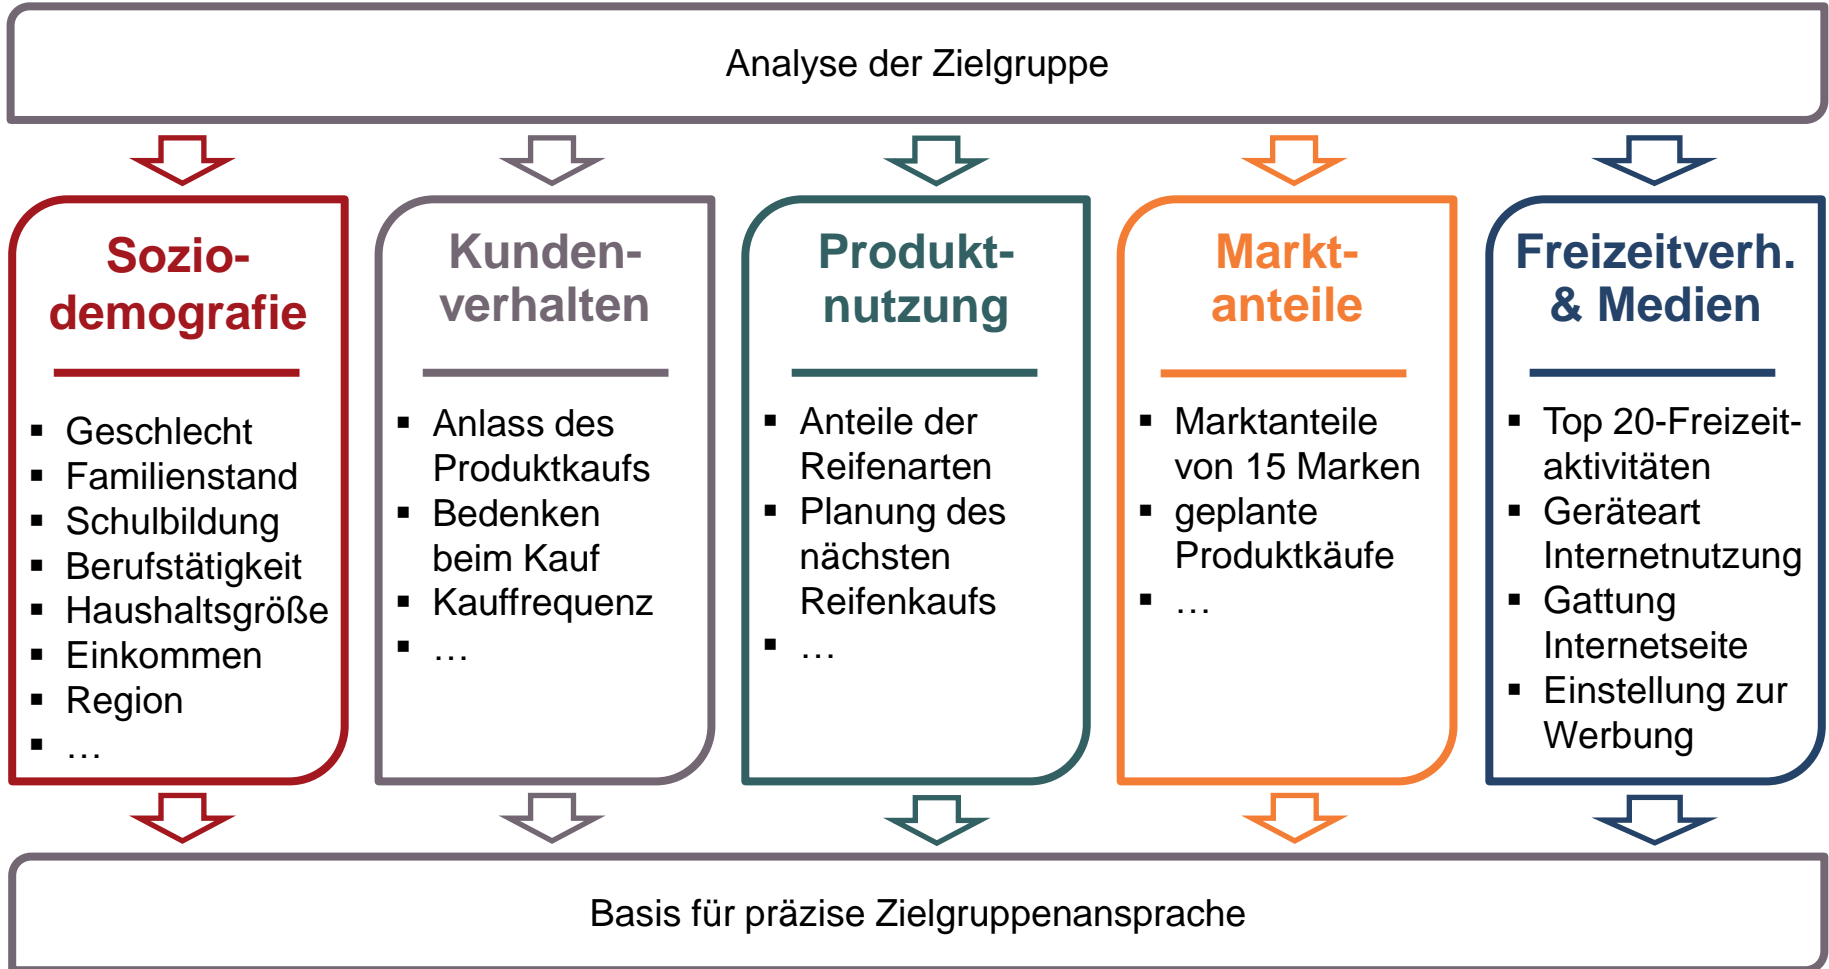 Analyse der Zielgruppe
Sozio-
demografie
▪ Geschlecht
▪ Familienstand
▪ Schulbildung
▪ Berufstätigkeit
▪ Haushaltsgröße
▪ Einkommen
▪ Region
▪ …
Kunden-
verhalten
▪ Anlass des
Produktkaufs
▪ Bedenken
beim Kauf
▪ Kauffrequenz
▪ …
Produkt-
nutzung
▪ Anteile der
Reifenarten
▪ Planung des
nächsten
Reifenkaufs
▪ …
Markt-
anteile
▪ Marktanteile
von 15 Marken
▪ geplante
Produktkäufe
▪ …
Freizeitverh.
& Medien
▪ Top 20-Freizeit-
aktivitäten
▪ Geräteart
Internetnutzung
▪ Gattung
Internetseite
▪ Einstellung zur
Werbung
Basis für präzise Zielgruppenansprache